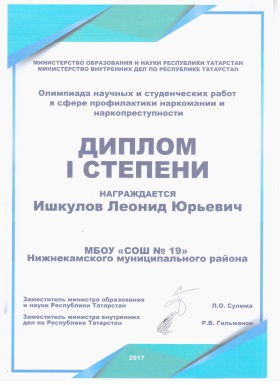 МИНИСТЕРСТВО ОБРАЗОВАНИЯ И НАУКИ РЕСПУБЛИКИ ТАТАРСТАН
МИНИСТЕРСТВО ВНУТРЕННИХ ДЕЛ ПО РЕСПУБЛИКЕ ТАТАРСТАН
Олимпиада научных и студенческих работ
в сфере профилактики наркомании и
наркопреступности
ДИПЛОМ
I СТЕПЕНИ
НАГРАЖДАЕТСЯ
Ишкулов Леонид Юрьевич
МБОУ «СОШ № 19»
Нижнекамского муниципального района
Заместитель министра образования
и науки Республики Татарстан
Л.О. Сулима
Заместитель министра внутренних
дел по Республике Татарстан
Р.В. Гильманов
2017